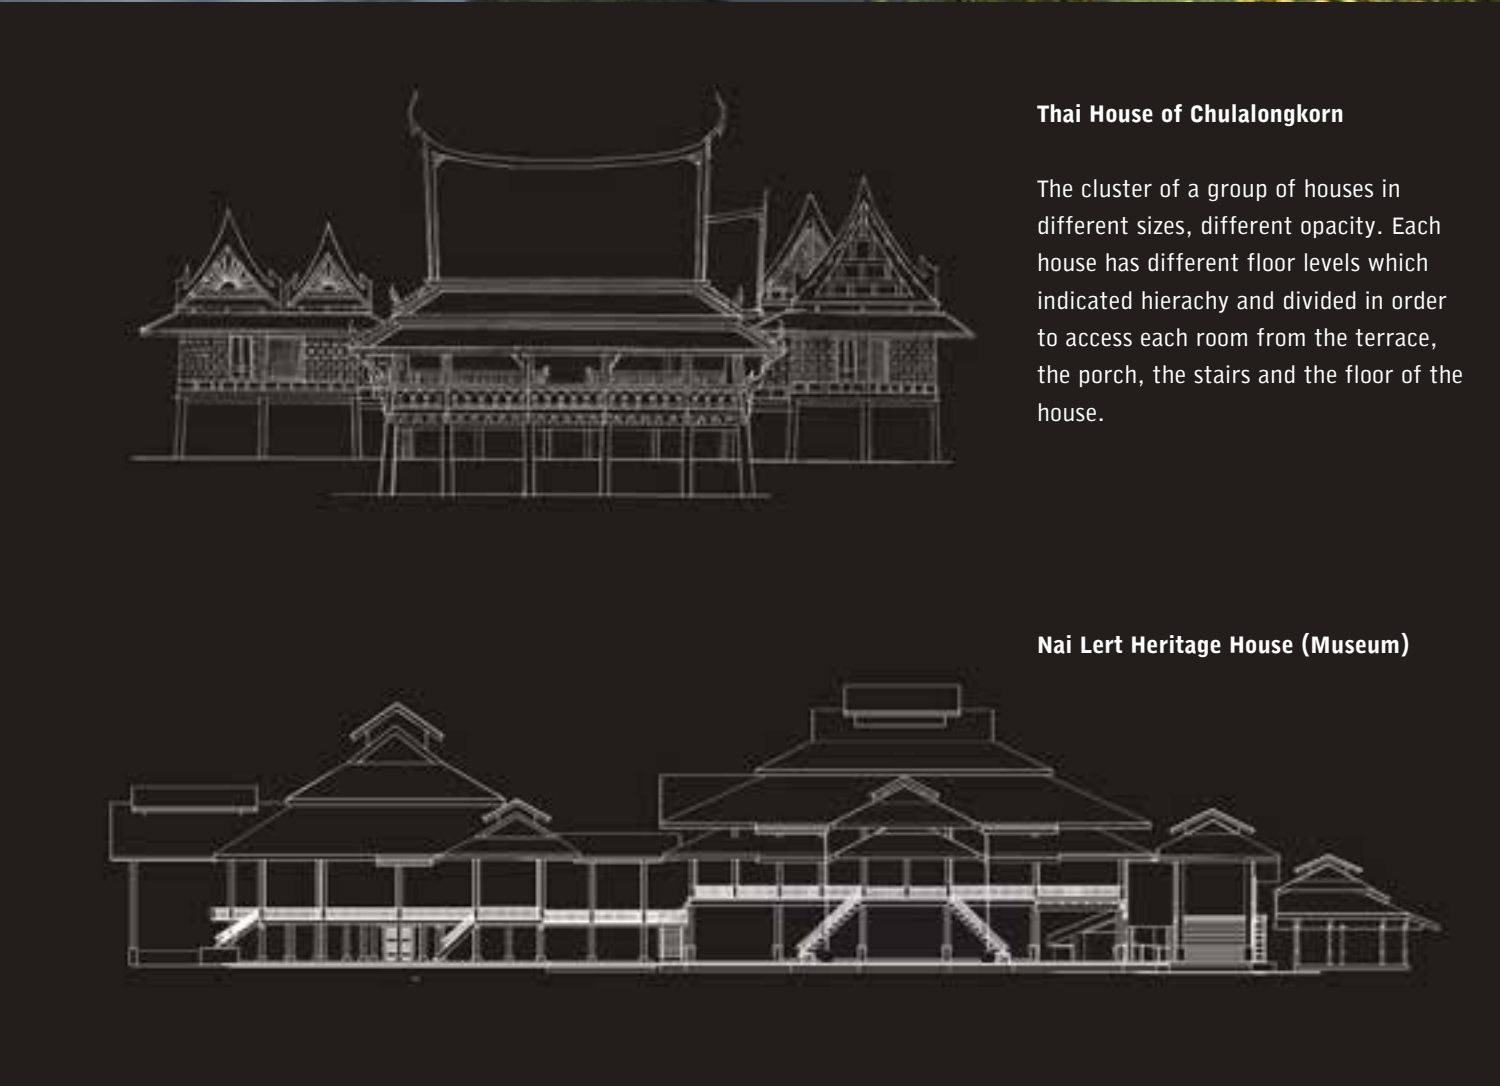 Thai House of Chulalongkorn
The cluster of a group of houses in
different sizes, different opacity. Each
house has different floor levels which
indicated hierachy and divided in order
to access each room from the terrace,
the porch, the stairs and the floor of the
house.
Nai Lert Heritage House (Museum)